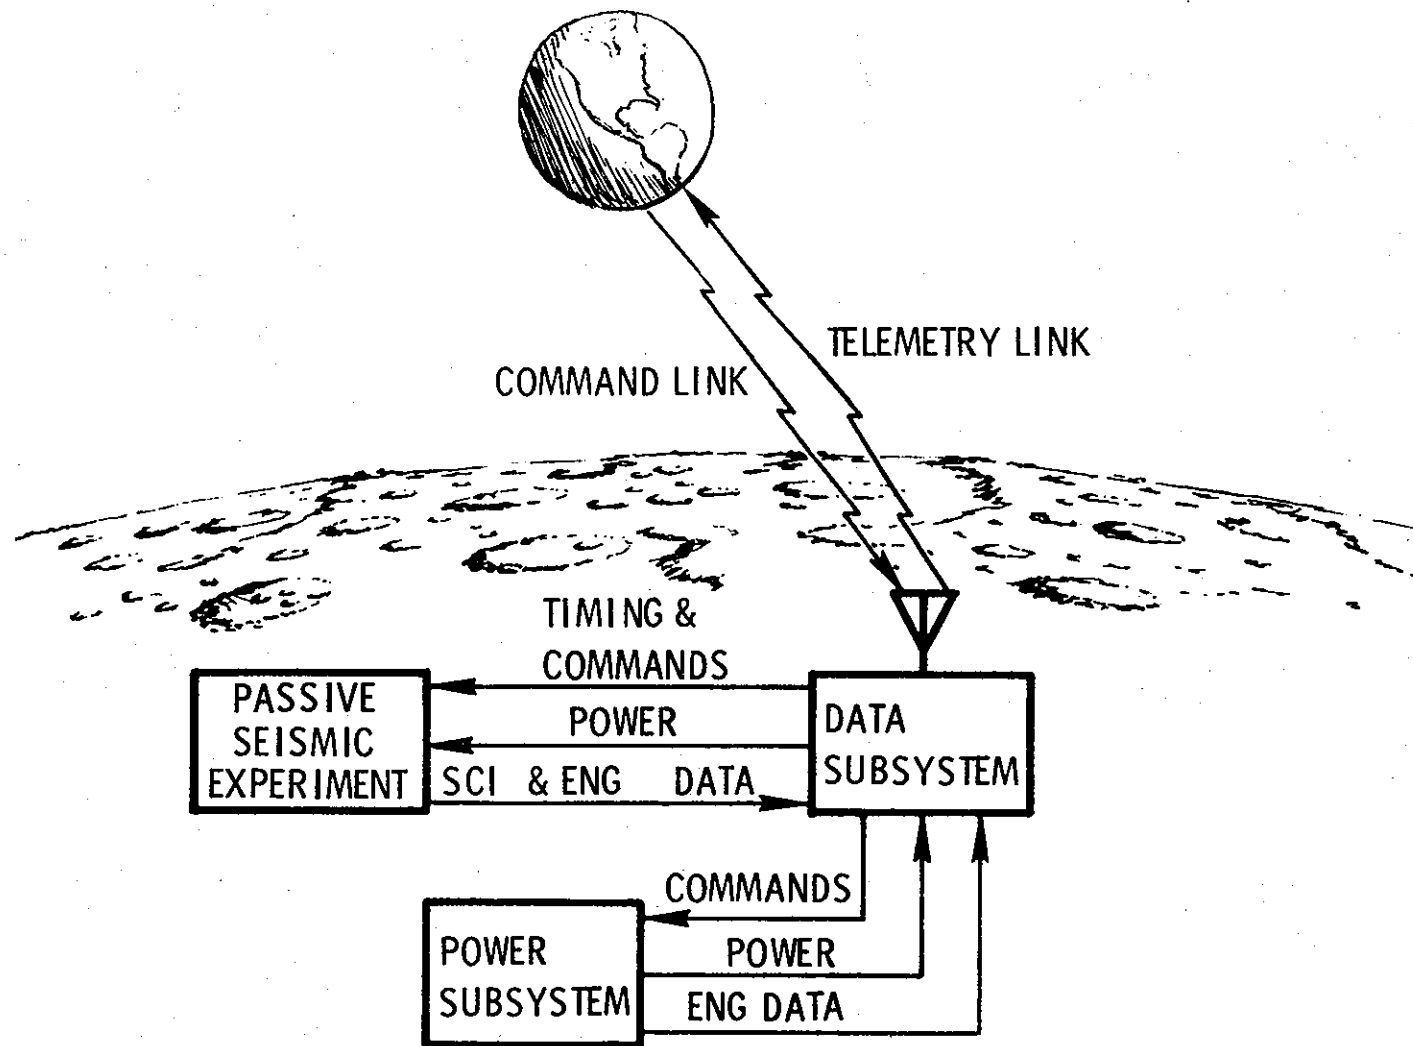 TELEMETRY LINK
COMMAND LINK
TIMING &
COMMANDS
POWER
SCI & ENG DATA
PASSIVE
SEISMIC
EXPERIMENT
DATA
SUBSYSTEM
COMMANDS
POWER
ENG DATA
POWER
SUBSYSTEM